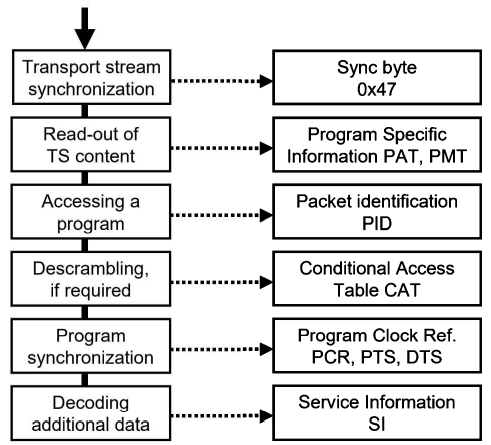 Transport stream
synchronization
Sync byte
0x47
Read-out of
TS content
Program Specific
Information PAT, PMT
Accessing a
program
Packet identification
PID
Descrambling,
if required
Conditional Access
Table CAT
Program
synchronization
Program Clock Ref.
PCR, PTS, DTS
Decoding
additional data
Service Information
SI